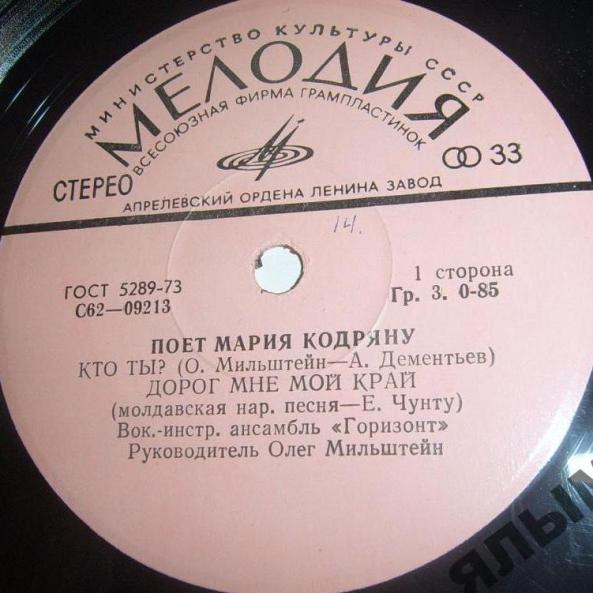 МИНИСТЕРСТВО КУЛЬТУРЫ СССР
МЕЛОДИЯ
ВСЕСОЮЗНАЯ ФИРМА ГРАМПЛАСТИНОК
СТЕРЕО
33
АПРЕЛЕВСКИЙ ОРДЕНА ЛЕНИНА ЗАВОД
14.
ГОСТ 5289-73
С62—09213
1 сторона
Гр. 3. 0-85
ПОЕТ МАРИЯ КОДРЯНУ
КТО ТЫ? (О. Мильштейн—А. Дементьев)
ДОРОГ МНЕ МОЙ КРАЙ
(молдавская нар. песня—Е. Чунту)
Вок.-инстр. ансамбль «Горизонт»
Руководитель Олег Мильштейн